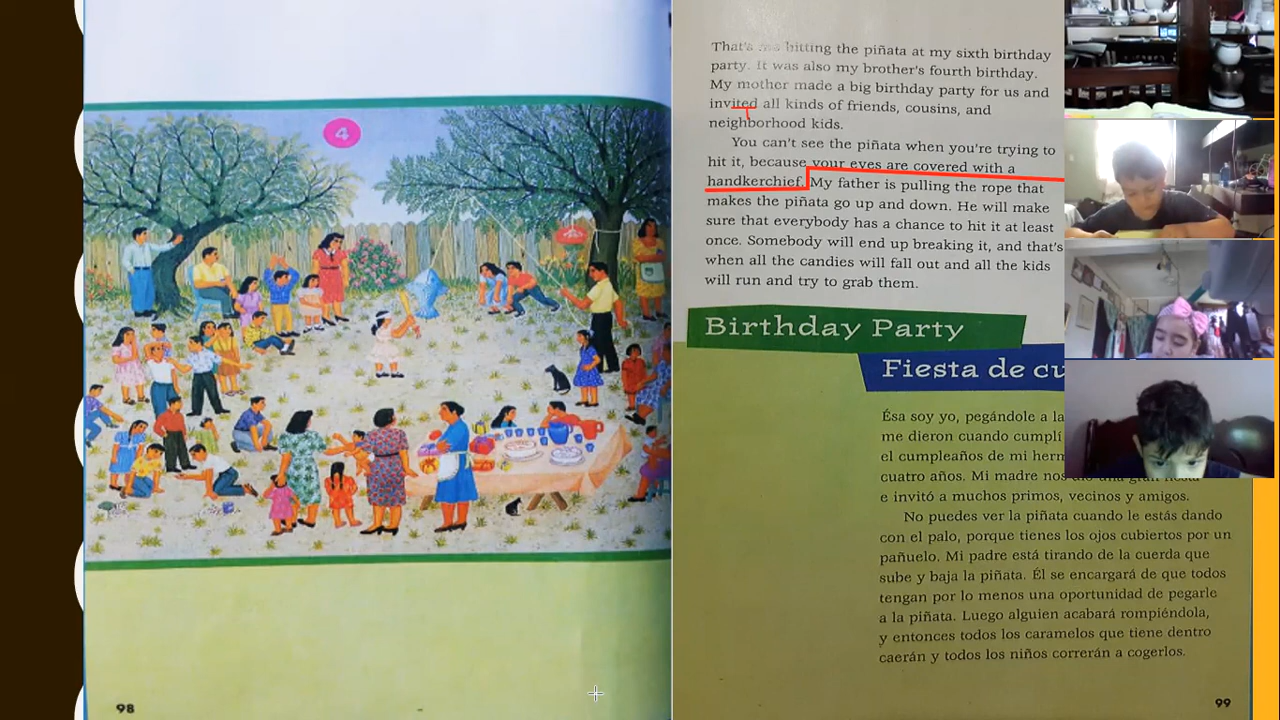 4
98
That's me hitting the piñata at my sixth birthday
party. It was also my brother's fourth birthday.
My mother made a big birthday party for us and
invited all kinds of friends, cousins, and
neighborhood kids.
You can't see the piñata when you're trying to
hit it, because your eyes are covered with a
handkerchief. My father is pulling the rope that
makes the piñata go up and down. He will make
sure that everybody has a chance to hit it at least
once. Somebody will end up breaking it, and that's
when all the candies will fall out and all the kids
will run and try to grab them.
Birthday Party
Fiesta de cu
Ésa soy yo, pegándole a la
me dieron cuando cumplí
el cumpleaños de mi herm
cuatro años. Mi madre nos dio una gran fiesta
e invitó a muchos primos, vecinos y amigos.
No puedes ver la piñata cuando le estás dando
con el palo, porque tienes los ojos cubiertos por un
pañuelo. Mi padre está tirando de la cuerda que
sube y baja la piñata. Él se encargará de que todos
tengan por lo menos una oportunidad de pegarle
a la piñata. Luego alguien acabará rompiéndola,
y entonces todos los caramelos que tiene dentro
caerán y todos los niños correrán a cogerlos.
99